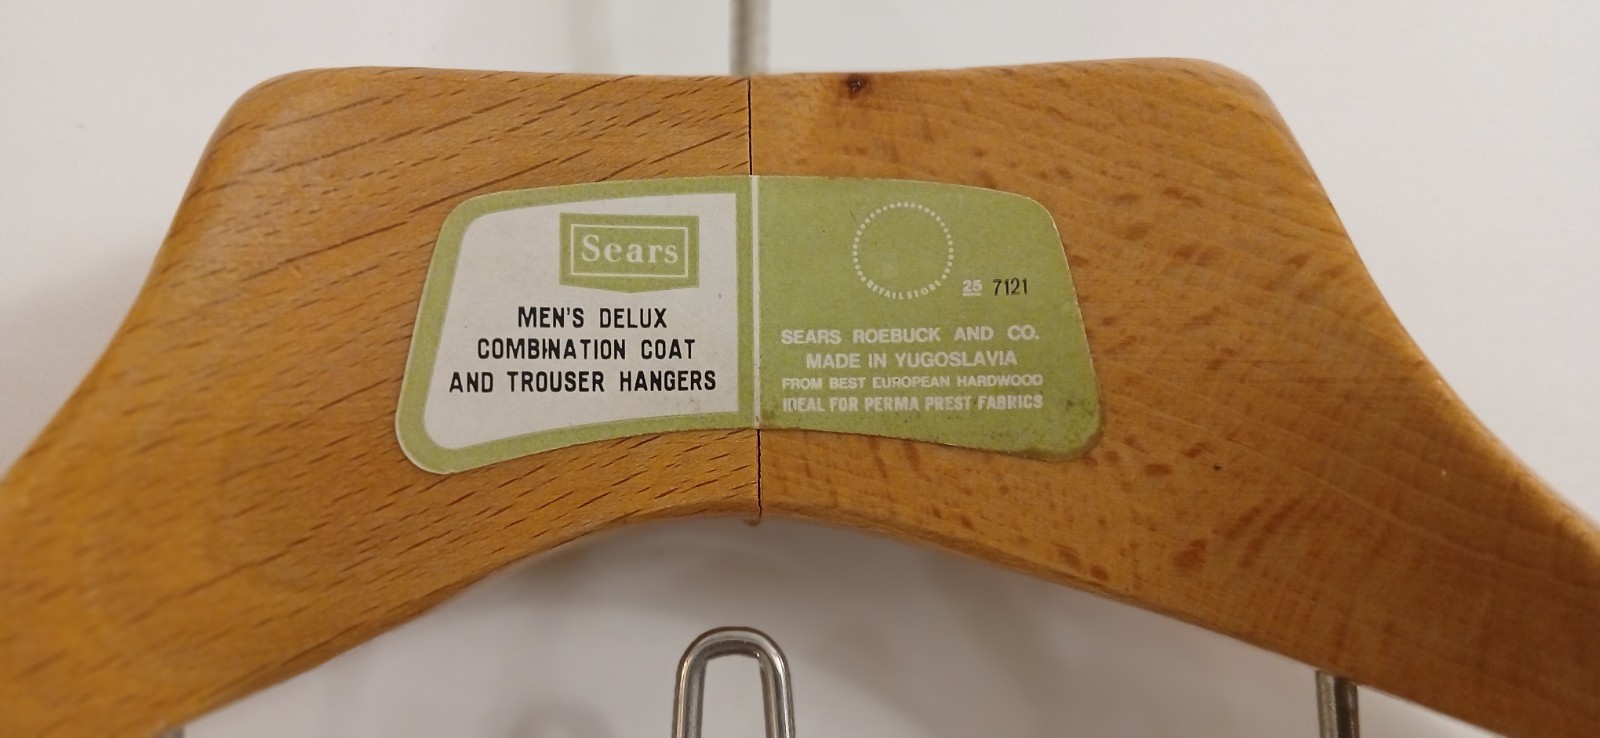 Sears
MEN'S DELUX
COMBINATION COAT
AND TROUSER HANGERS
RETAIL STORE
25 7121
SEARS ROEBUCK AND CO.
MADE IN YUGOSLAVIA
FROM BEST EUROPEAN HARDWOOD
IDEAL FOR PERMA PREST FABRICS